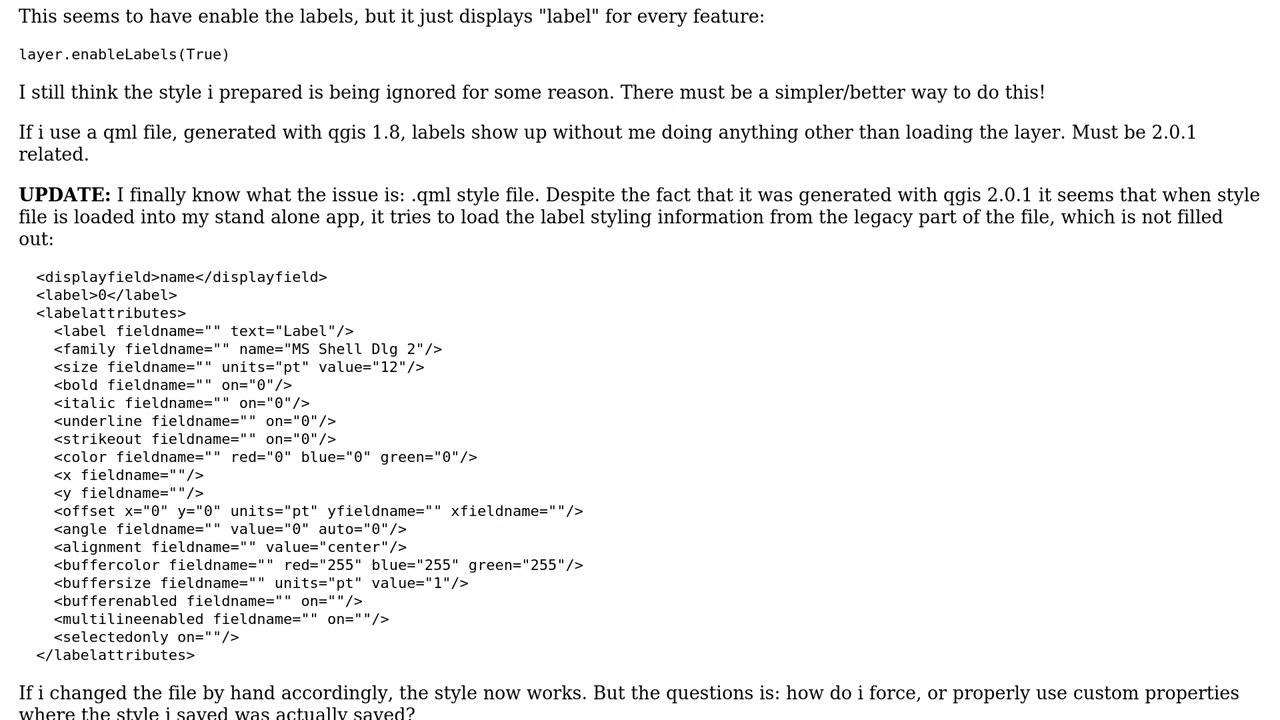 This seems to have enable the labels, but it just displays "label" for every feature:
layer.enableLabels(True)
I still think the style i prepared is being ignored for some reason. There must be a simpler/better way to do this!
If i use a qml file, generated with qgis 1.8, labels show up without me doing anything other than loading the layer. Must be 2.0.1
related.
UPDATE: I finally know what the issue is: .qml style file. Despite the fact that it was generated with qgis 2.0.1 it seems that when style
file is loaded into my stand alone app, it tries to load the label styling information from the legacy part of the file, which is not filled
out:
<displayfield>name</displayfield>
<label>0</label>
<labelattributes>
<label fieldname="" text="Label"/>
<family fieldname="" name="MS Shell Dlg 2"/>
<size fieldname="" units="pt" value="12"/>
<bold fieldname="" on="0"/>
<italic fieldname="" on="0"/>
<underline fieldname="" on="0"/>
<strikeout fieldname="" on="0"/>
<color fieldname="" red="0" blue="0" green="0"/>
<x fieldname=""/>
<y fieldname=""/>
<offset x="0" y="0" units="pt" yfieldname="" xfieldname=""/>
<angle fieldname="" value="0" auto="0"/>
<alignment fieldname="" value="center"/>
<buffercolor fieldname="" red="255" blue="255" green="255"/>
<buffersize fieldname="" units="pt" value="1"/>
<bufferenabled fieldname="" on=""/>
<multilineenabled fieldname="" on=""/>
<selectedonly on=""/>
</labelattributes>
If i changed the file by hand accordingly, the style now works. But the questions is: how do i force, or properly use custom properties
where the style i saved was actually saved?